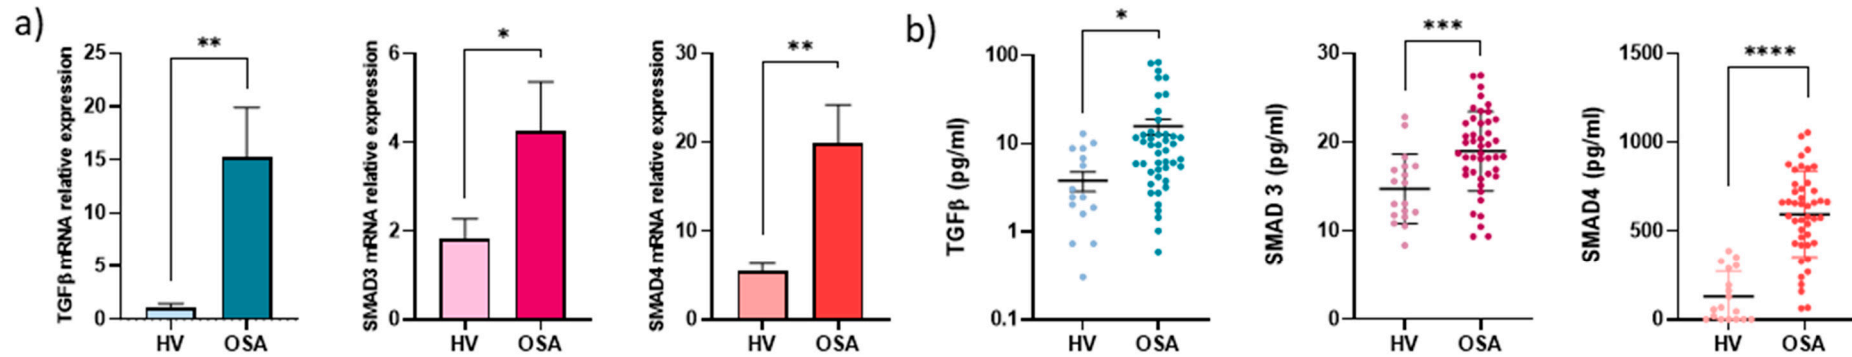 a)
TGFβ mRNA relative expression
25
20
15
10
5
0
**
HV OSA
SMAD3 mRNA relative expression
6
4
2
0
*
HV OSA
SMAD4 mRNA relative expression
30
20
10
0
**
HV OSA
b)
TGFβ (pg/ml)
100
10
1
0.1
*
HV OSA
SMAD 3 (pg/ml)
30
20
10
0
***
HV OSA
SMAD4 (pg/ml)
1500
1000
500
0
****
HV OSA